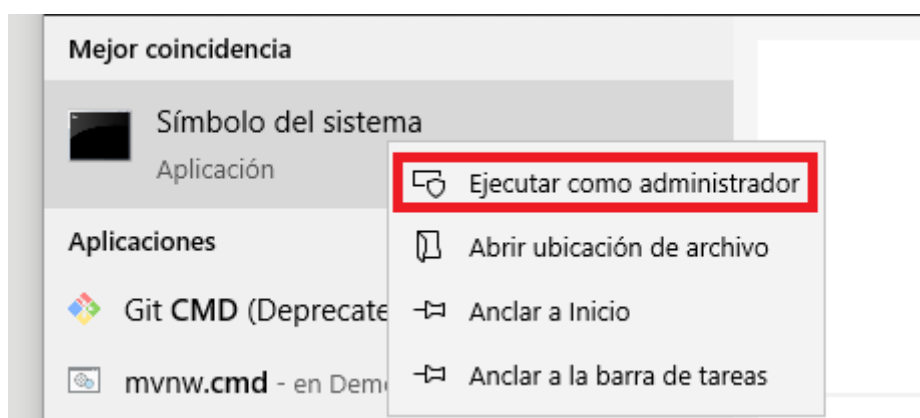 Mejor coincidencia
Símbolo del sistema
Aplicación
Ejecutar como administrador
Aplicaciones
Abrir ubicación de archivo
Git CMD (Deprecate
Anclar a Inicio
mvnw.cmd - en Dem
Anclar a la barra de tareas